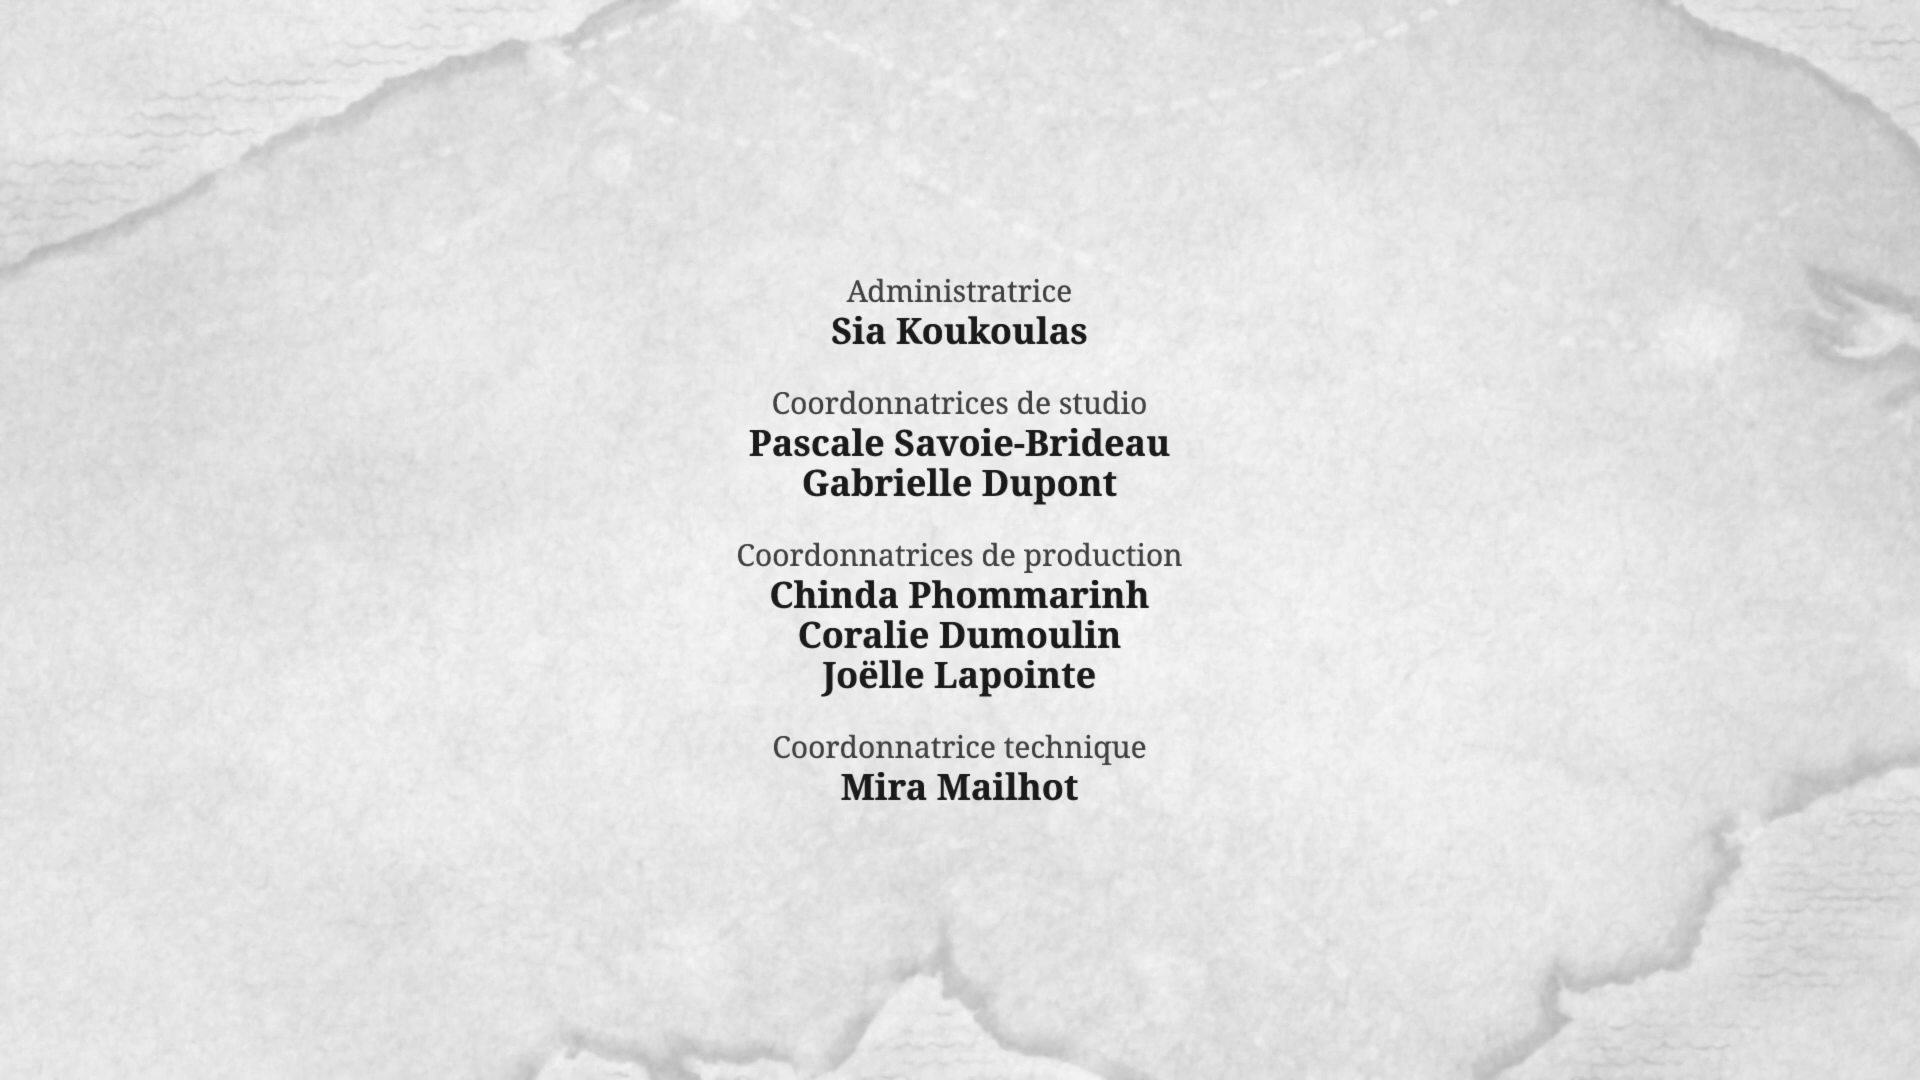 Administratrice
Sia Koukoulas
Coordonnatrices de studio
Pascale Savoie-Brideau
Gabrielle Dupont
Coordonnatrices de production
Chinda Phommarinh
Coralie Dumoulin
Joëlle Lapointe
Coordonnatrice technique
Mira Mailhot